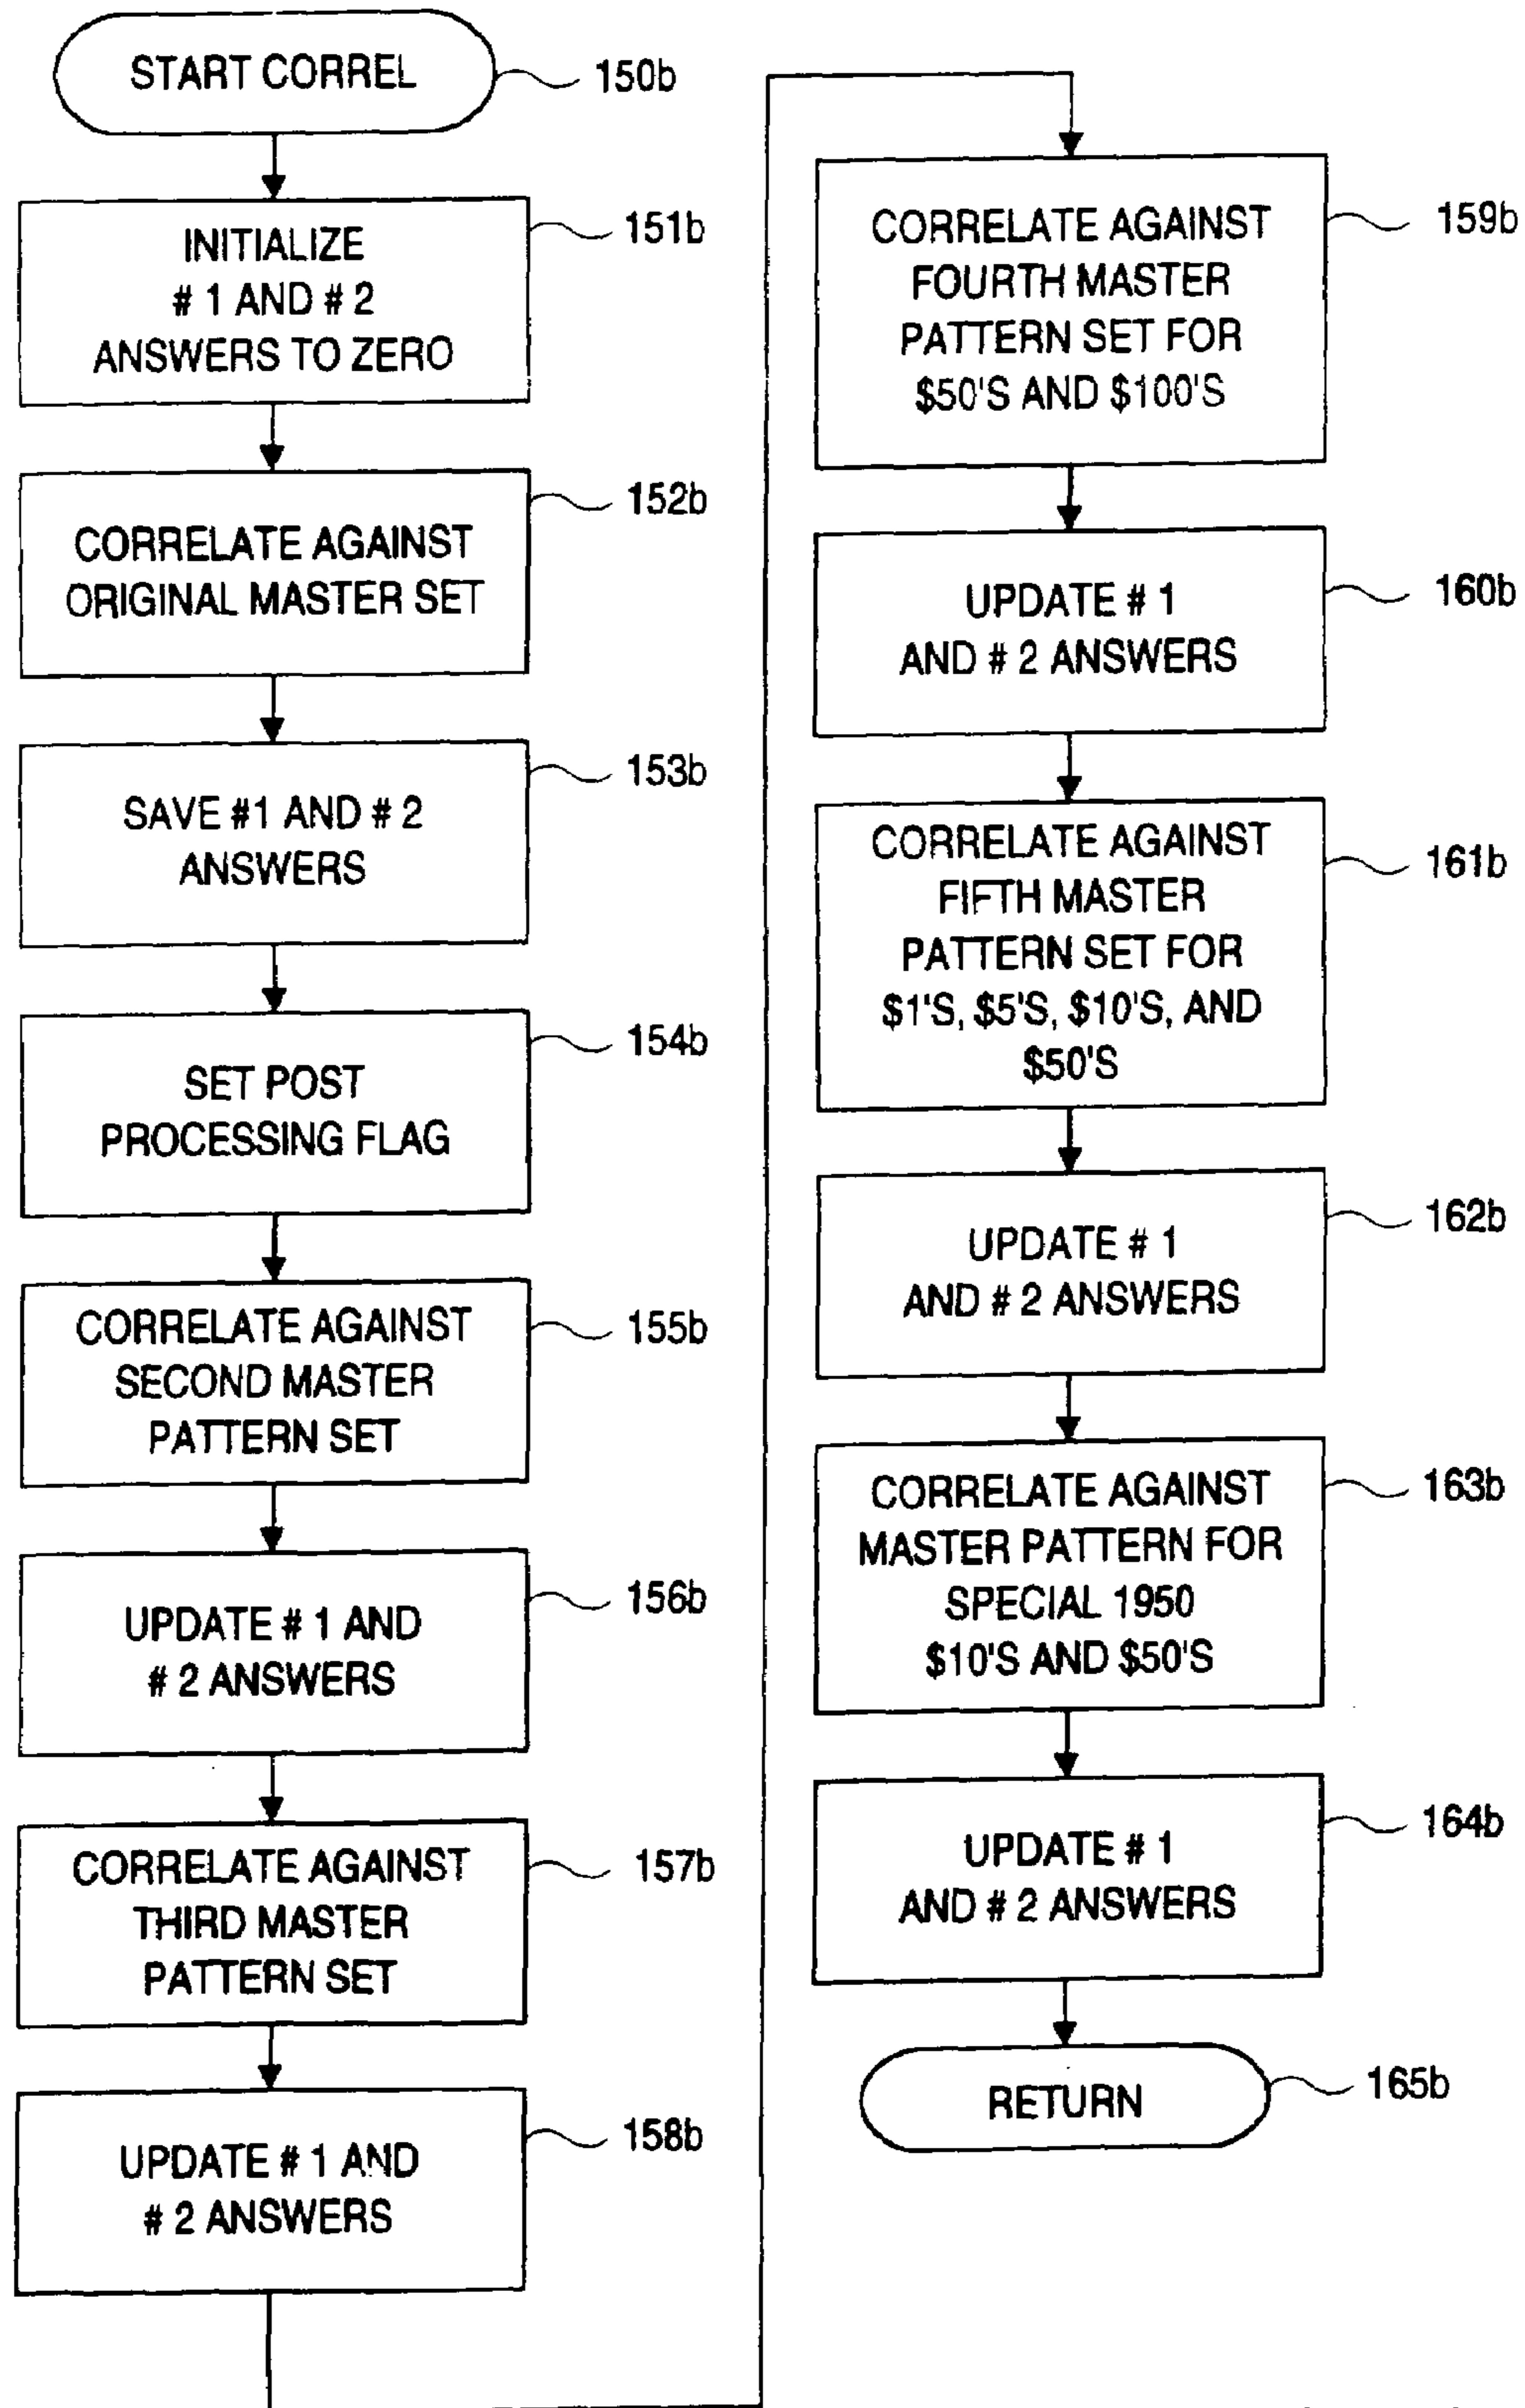 START CORREL
150b
INITIALIZE
# 1 AND # 2
ANSWERS TO ZERO
151b
CORRELATE AGAINST
ORIGINAL MASTER SET
152b
SAVE #1 AND # 2
ANSWERS
153b
SET POST
PROCESSING FLAG
154b
CORRELATE AGAINST
SECOND MASTER
PATTERN SET
155b
UPDATE # 1 AND
# 2 ANSWERS
156b
CORRELATE AGAINST
THIRD MASTER
PATTERN SET
157b
UPDATE # 1 AND
# 2 ANSWERS
158b
CORRELATE AGAINST
FOURTH MASTER
PATTERN SET FOR
$50'S AND $100'S
159b
UPDATE # 1
AND # 2 ANSWERS
160b
CORRELATE AGAINST
FIFTH MASTER
PATTERN SET FOR
$1'S, $5'S, $10'S, AND
$50'S
161b
UPDATE # 1
AND # 2 ANSWERS
162b
CORRELATE AGAINST
MASTER PATTERN FOR
SPECIAL 1950
$10'S AND $50'S
163b
UPDATE # 1
AND # 2 ANSWERS
164b
RETURN
165b